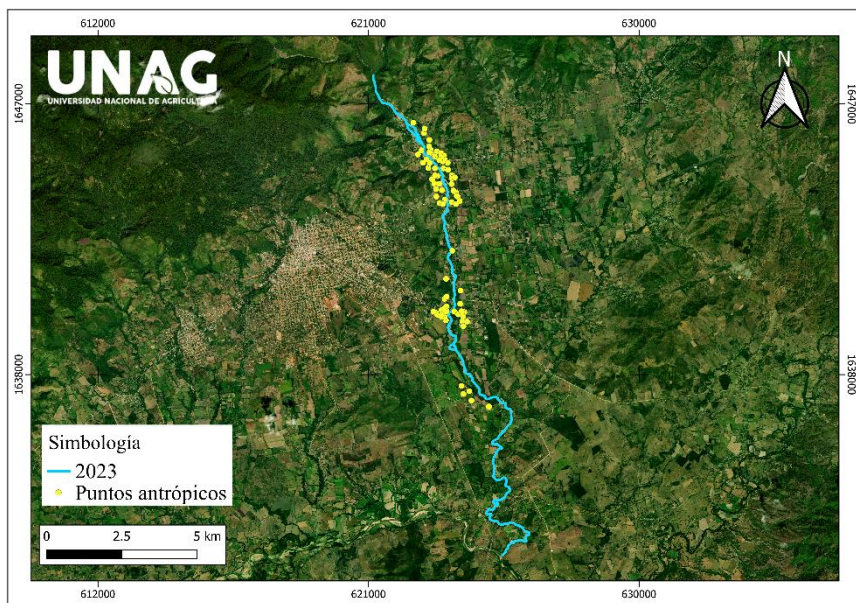 612000
621000
630000
UNAG
UNIVERSIDAD NACIONAL DE AGRICULTURA
N
1647000
1647000
1638000
1638000
Simbología
2023
Puntos antrópicos
0 2.5 5 km
612000
621000
630000